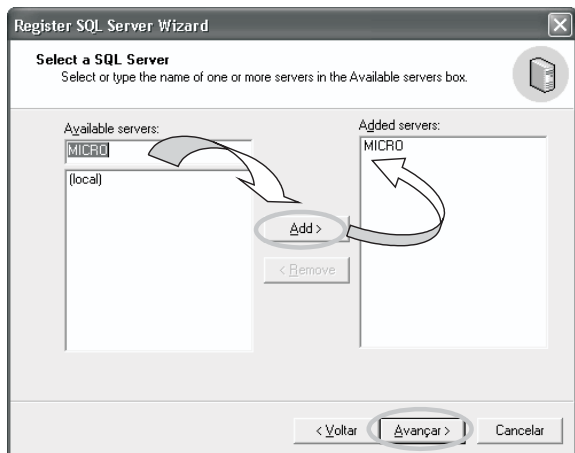 Register SQL Server Wizard
Select a SQL Server
Select or type the name of one or more servers in the Available servers box.
Available servers:
MICRO
(local)
Add >
< Remove
Added servers:
MICRO
< Voltar
Avançar >
Cancelar